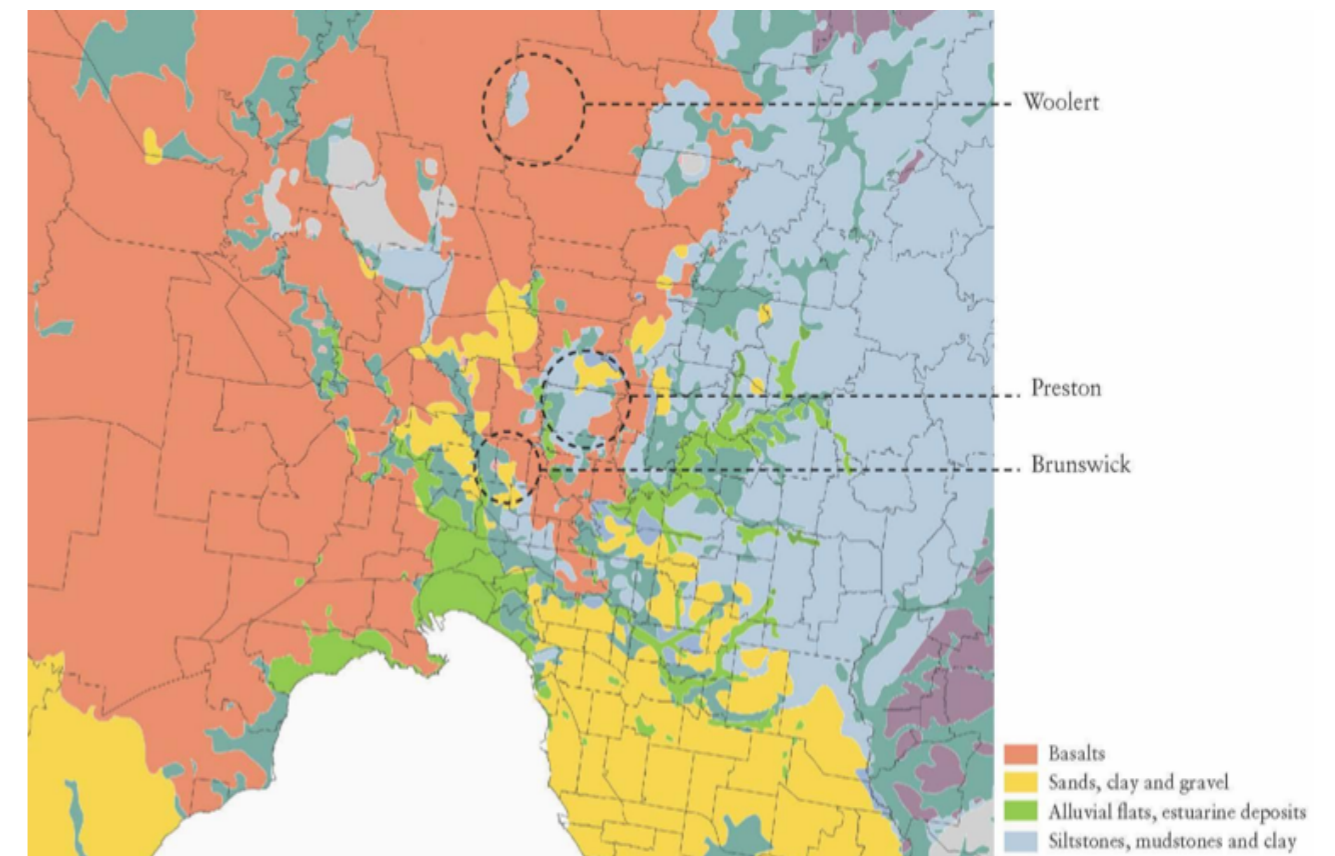 Woolert
Preston
Brunswick
Basalts
Sands, clay and gravel
Alluvial flats, estuarine deposits
Siltstones, mudstones and clay